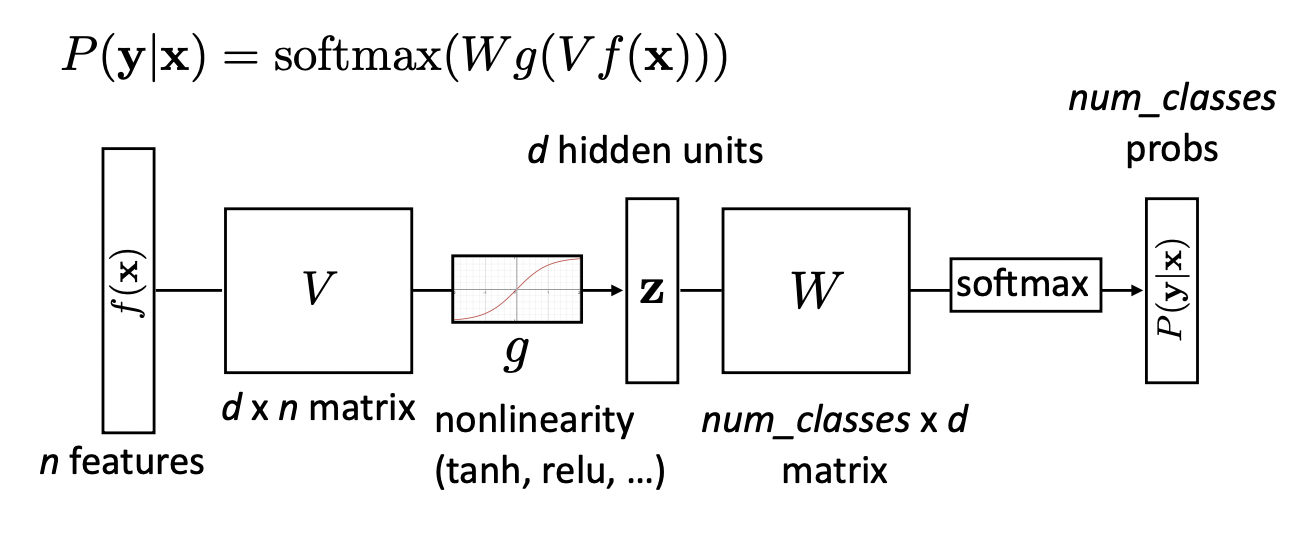 P(y|x) = softmax(Wg(Vf(x)))
num_classes
probs
d hidden units
f(x)
V
g
z
W
softmax
P(y|x)
d x n matrix
nonlinearity
(tanh, relu, …)
num_classes x d
matrix
n features